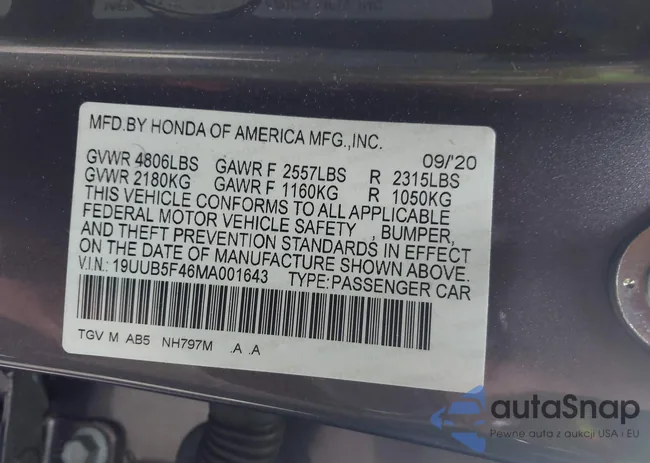 MFD.BY HONDA OF AMERICA MFG.,INC.
09/'20
GVWR 4806LBS GAWR F 2557LBS R 2315LBS
GVWR 2180KG GAWR F 1160KG R 1050KG
THIS VEHICLE CONFORMS TO ALL APPLICABLE
FEDERAL MOTOR VEHICLE SAFETY , BUMPER,
AND THEFT PREVENTION STANDARDS IN EFFECT
ON THE DATE OF MANUFACTURE SHOWN ABOVE.
V.I.N.: 19UUB5F46MA001643 TYPE:PASSENGER CAR
TGV M AB5 NH797M .A .A
autaSnap
Pewne auta z aukcji USA i EU